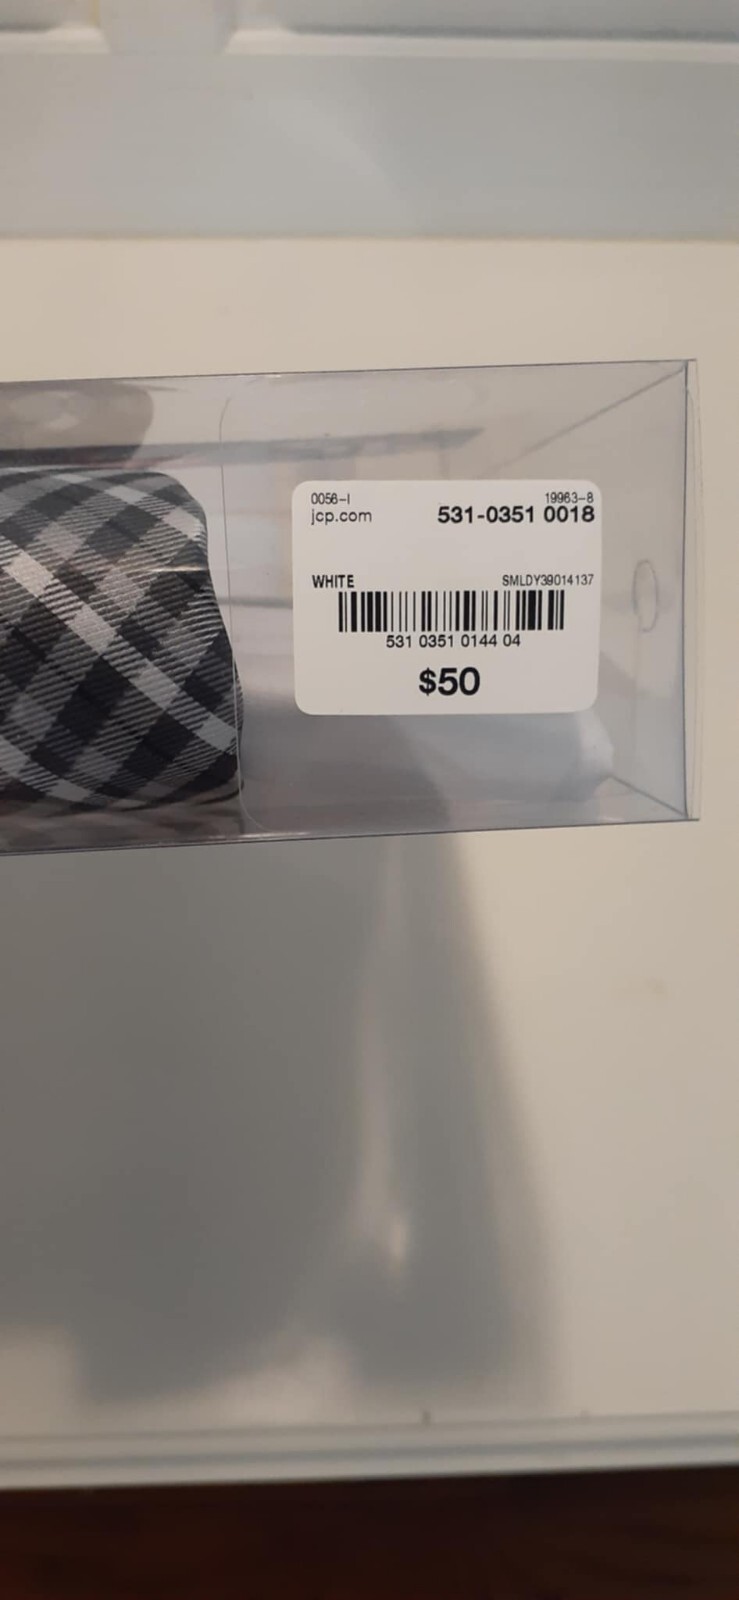 0056-I 19963-8
jcp.com 531-0351 0018
WHITE SMLDY39014137
531 0351 0144 04
$50